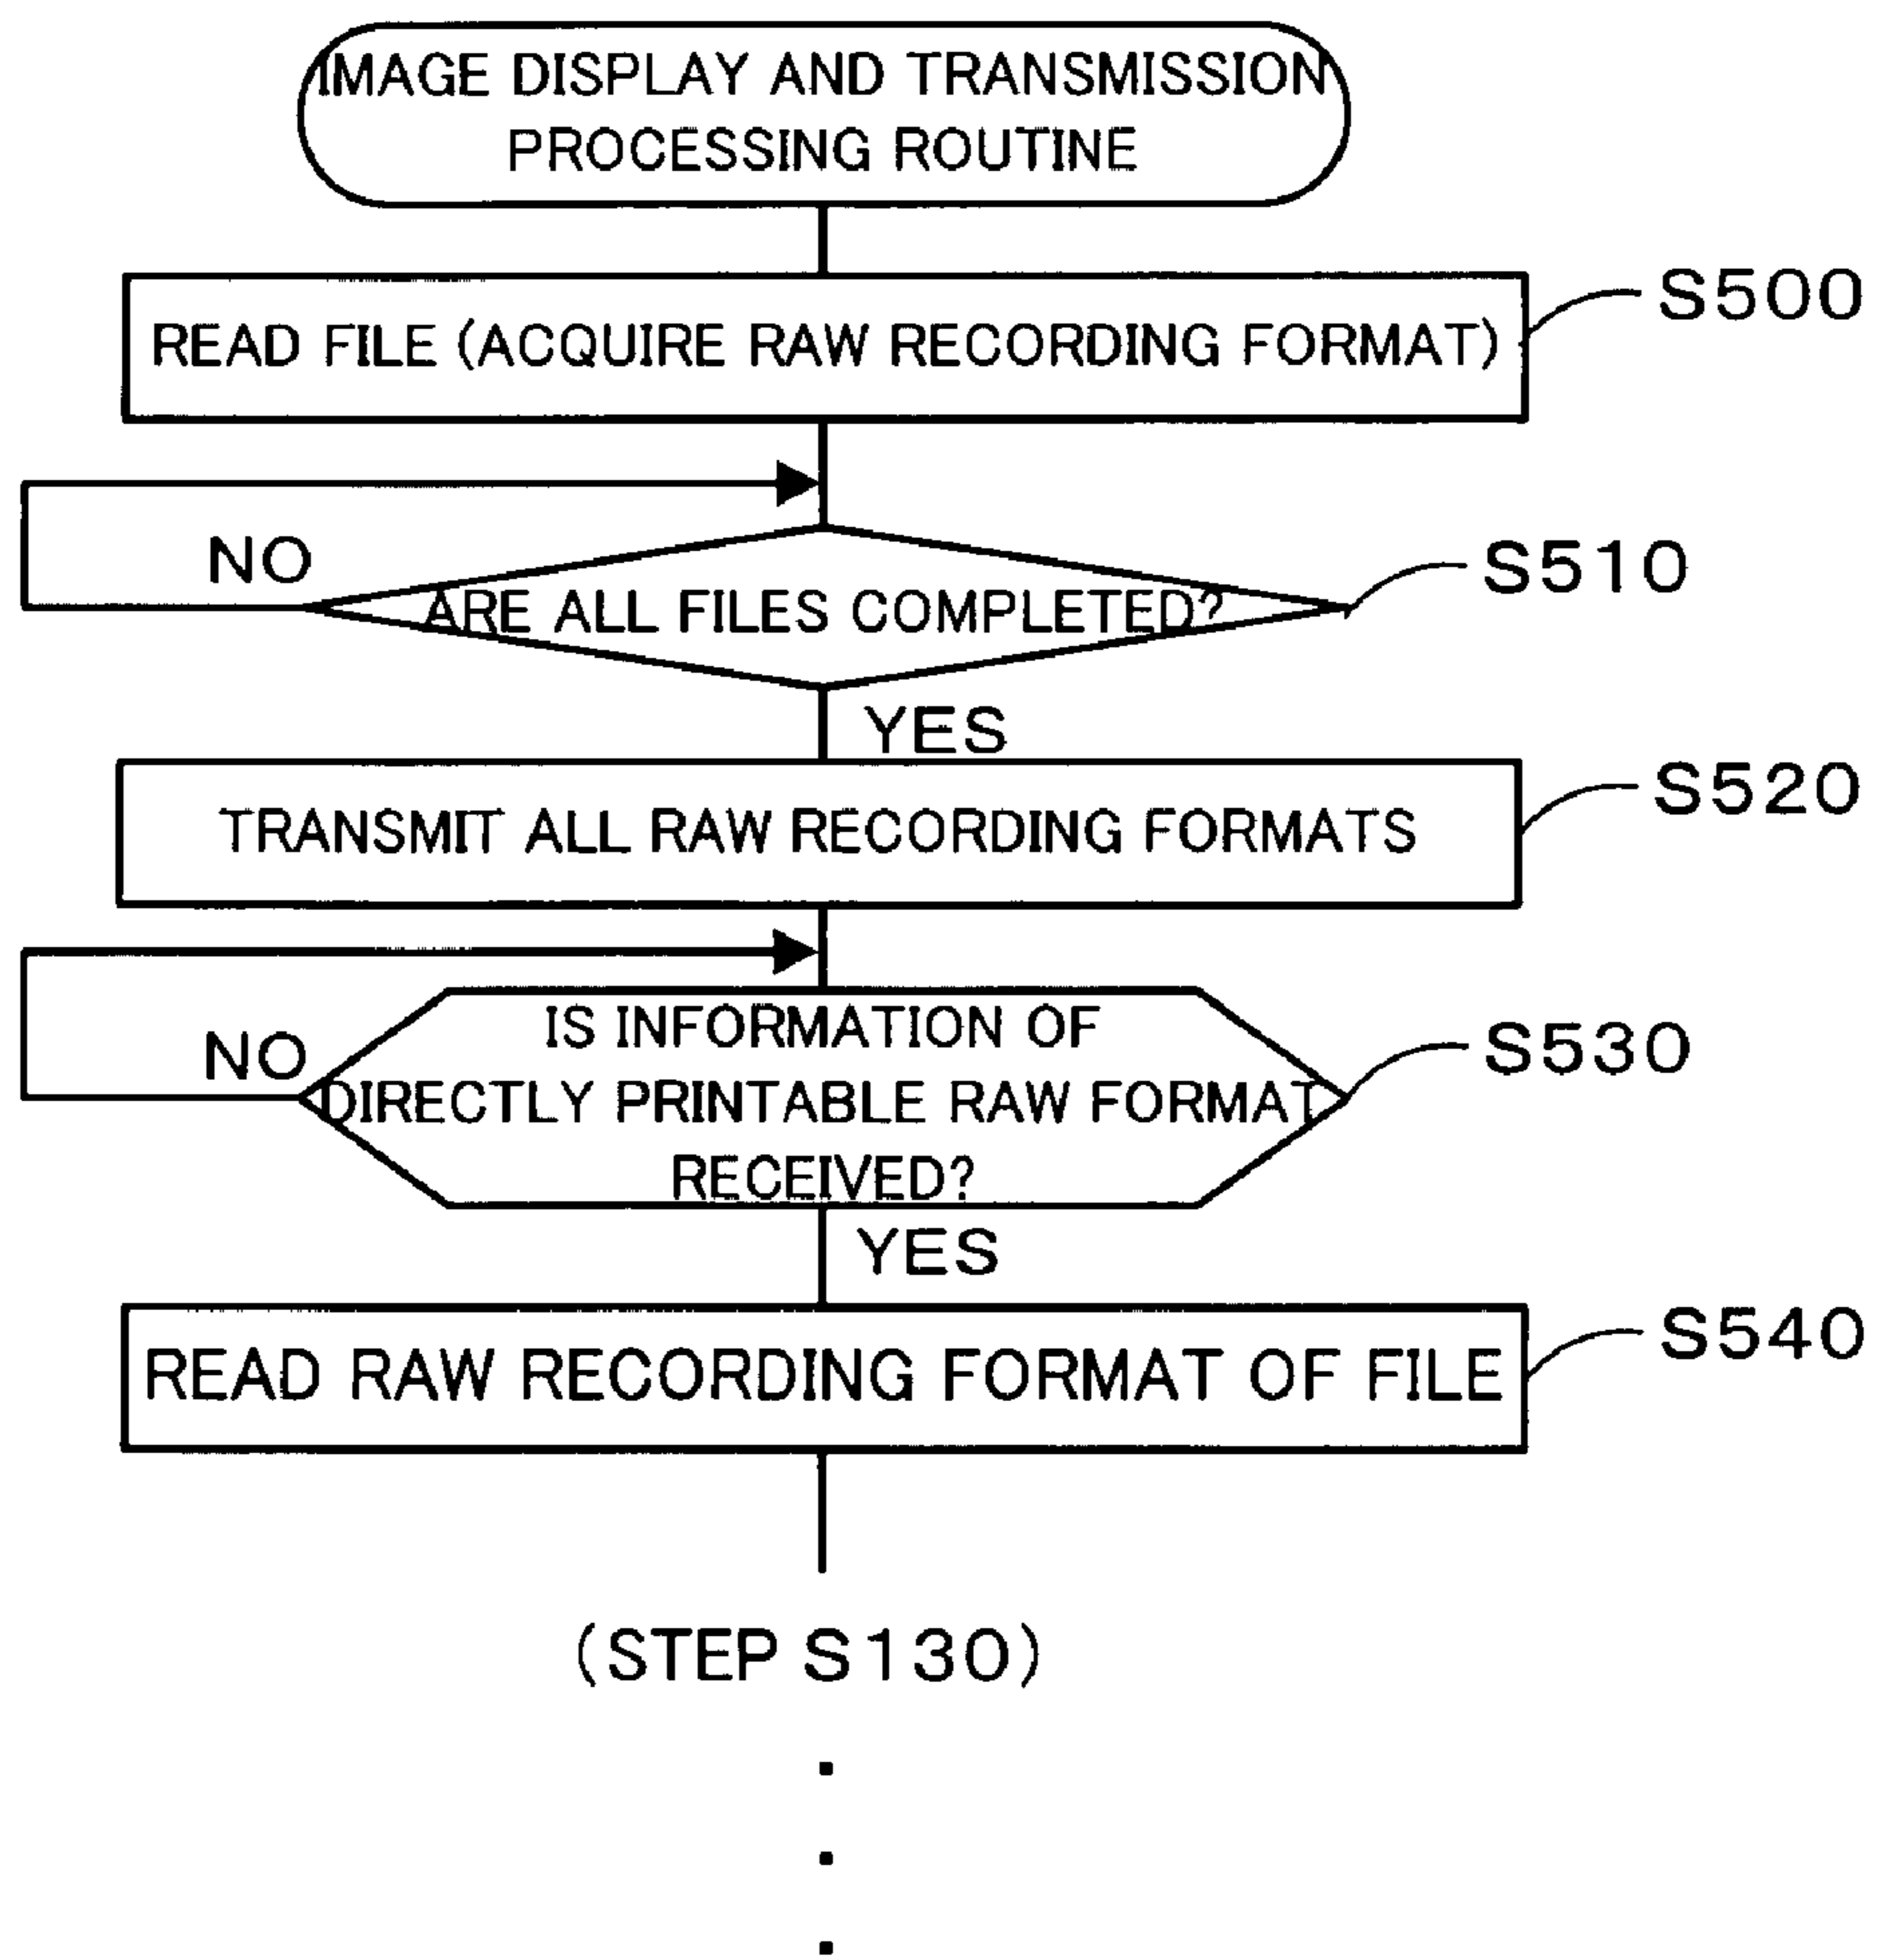 IMAGE DISPLAY AND TRANSMISSION
PROCESSING ROUTINE
READ FILE (ACQUIRE RAW RECORDING FORMAT)
S500
NO
ARE ALL FILES COMPLETED?
S510
YES
TRANSMIT ALL RAW RECORDING FORMATS
S520
NO
IS INFORMATION OF
DIRECTLY PRINTABLE RAW FORMAT
RECEIVED?
S530
YES
READ RAW RECORDING FORMAT OF FILE
S540
(STEP S130)